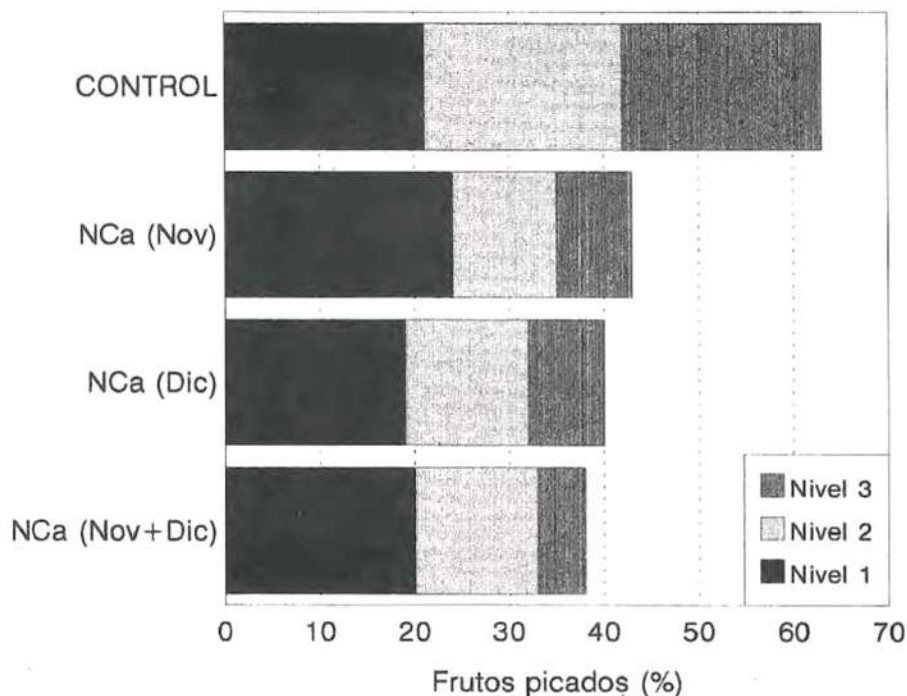 CONTROL
NCa (Nov)
NCa (Dic)
NCa (Nov+Dic)
Nivel 3
Nivel 2
Nivel 1
0 10 20 30 40 50 60 70
Frutos picados (%)